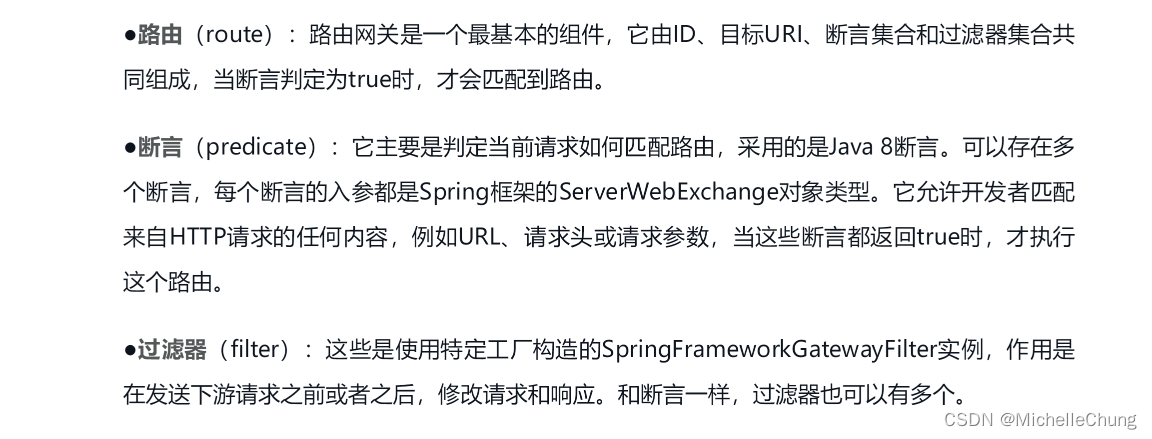 ●路由（route）：路由网关是一个最基本的组件，它由ID、目标URI、断言集合和过滤器集合共
同组成，当断言判定为true时，才会匹配到路由。
●断言（predicate）：它主要是判定当前请求如何匹配路由，采用的是Java 8断言。可以存在多
个断言，每个断言的入参都是Spring框架的ServerWebExchange对象类型。它允许开发者匹配
来自HTTP请求的任何内容，例如URL、请求头或请求参数，当这些断言都返回true时，才执行
这个路由。
●过滤器（filter）：这些是使用特定工厂构造的SpringFrameworkGatewayFilter实例，作用是
在发送下游请求之前或者之后，修改请求和响应。和断言一样，过滤器也可以有多个。
CSDN @MichelleChung